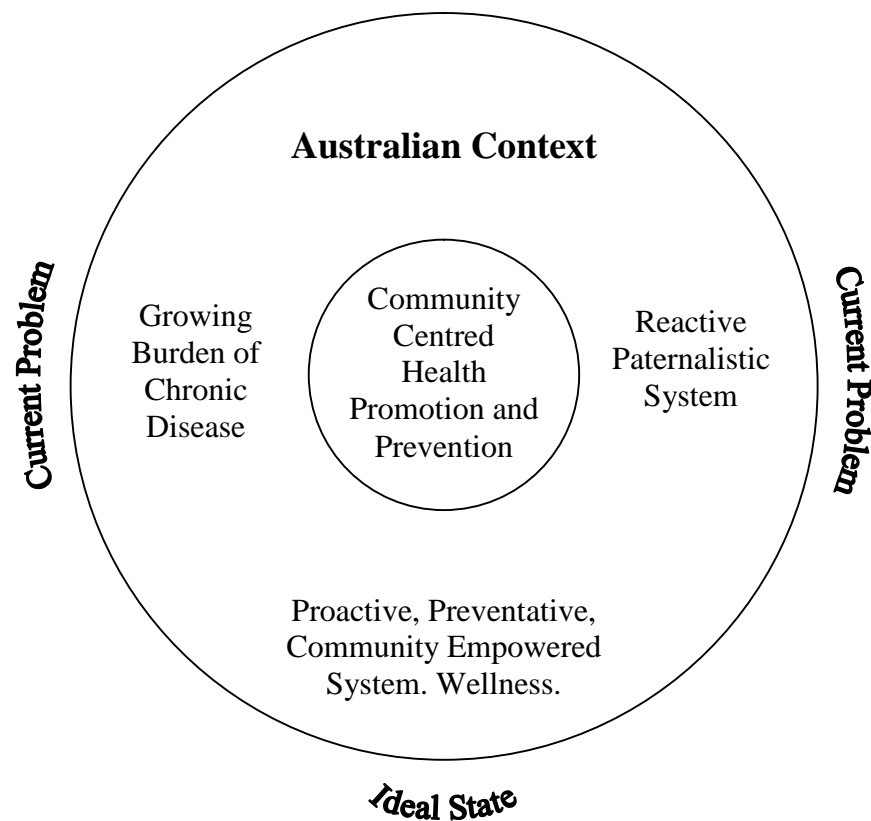 Australian Context
Current Problem
Growing
Burden of
Chronic
Disease
Community
Centred
Health
Promotion and
Prevention
Reactive
Paternalistic
System
Current Problem
Proactive, Preventative,
Community Empowered
System. Wellness.
Ideal State